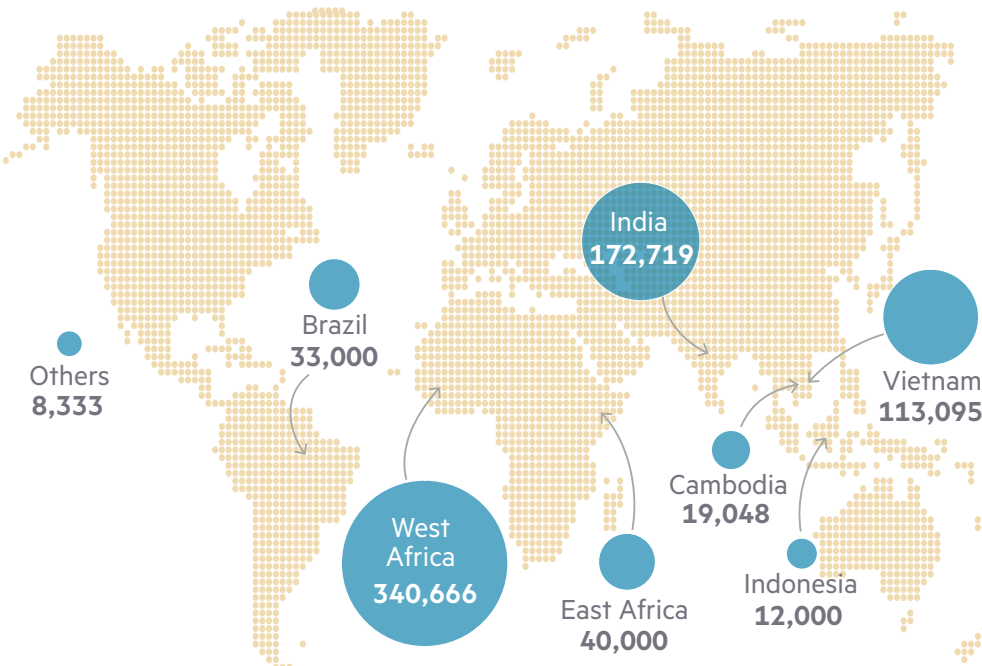 India
172,719
Brazil
33,000
Others
8,333
Vietnam
113,095
Cambodia
19,048
West
Africa
340,666
Indonesia
12,000
East Africa
40,000